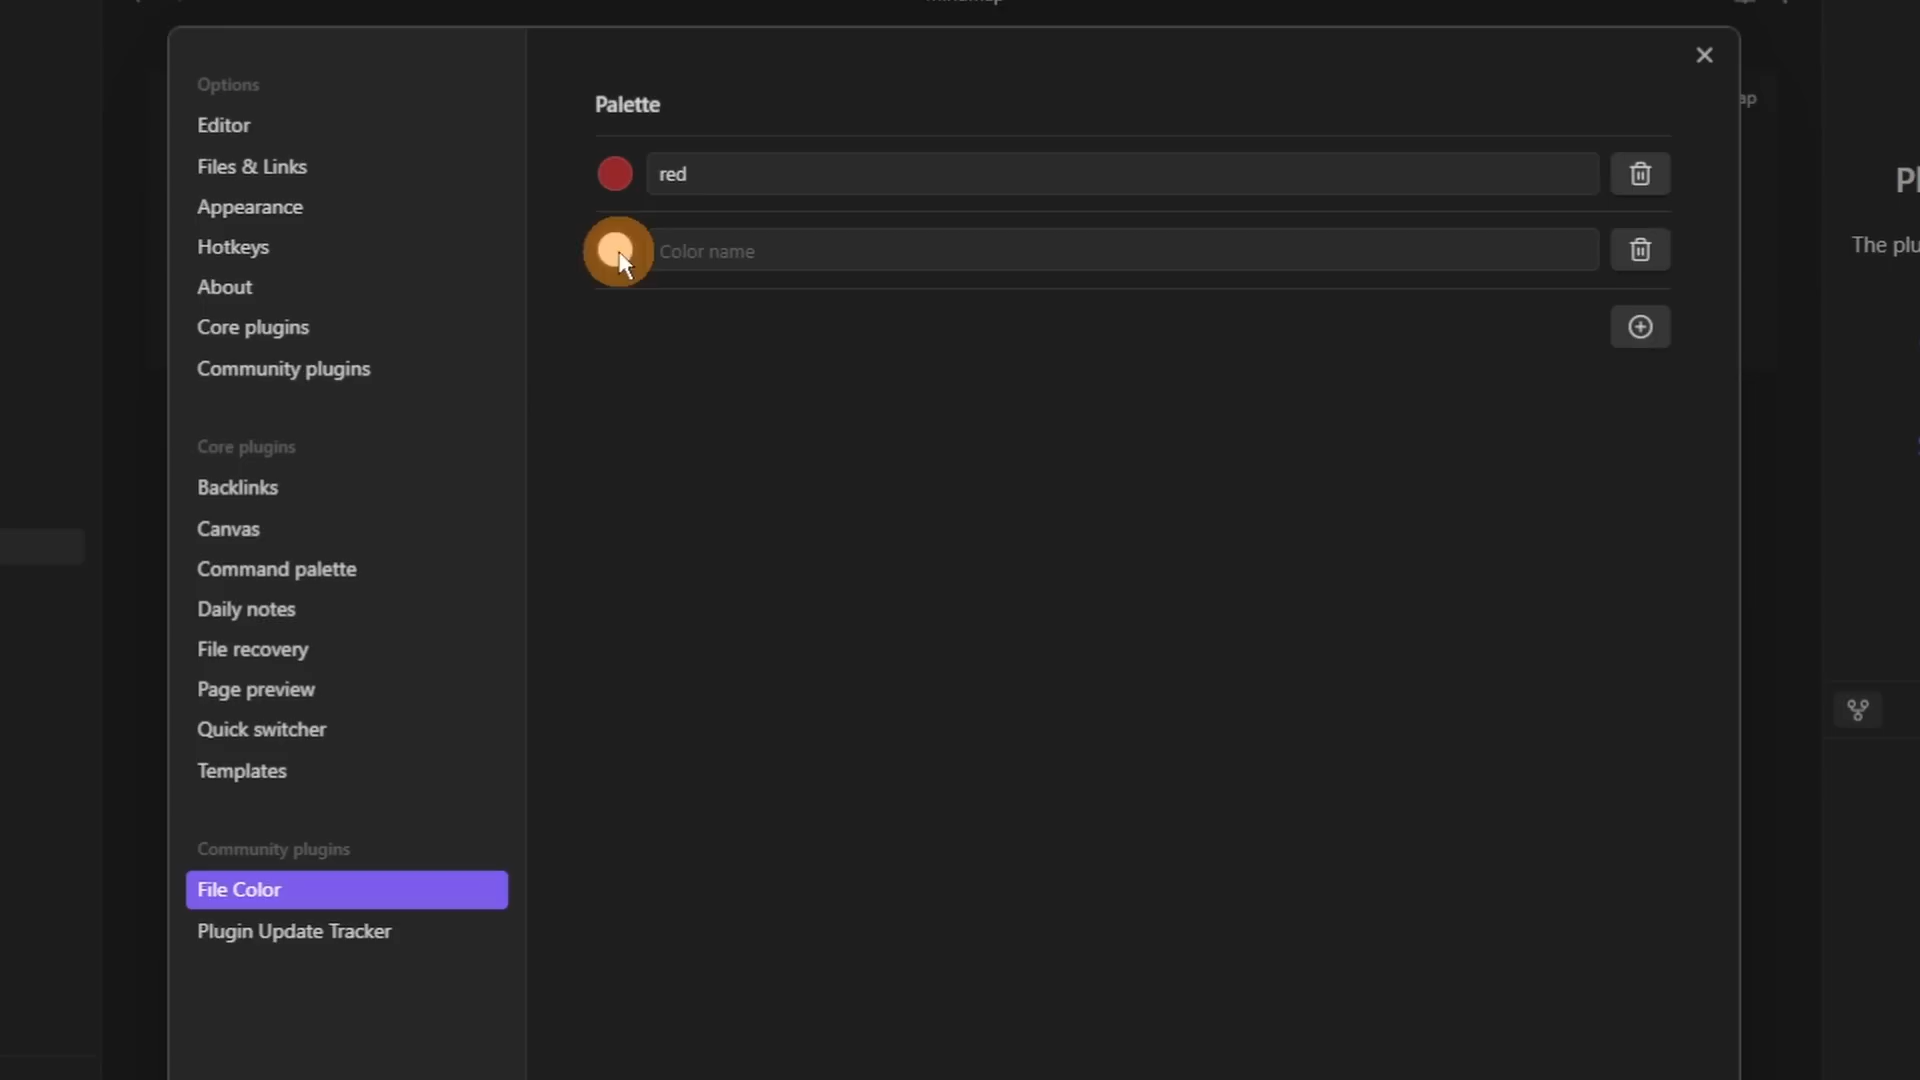 Options
Editor
Files & Links
Appearance
Hotkeys
About
Core plugins
Community plugins
Core plugins
Backlinks
Canvas
Command palette
Daily notes
File recovery
Page preview
Quick switcher
Templates
Community plugins
File Color
Plugin Update Tracker
Palette
red
Color name
ap
Pl
The plu